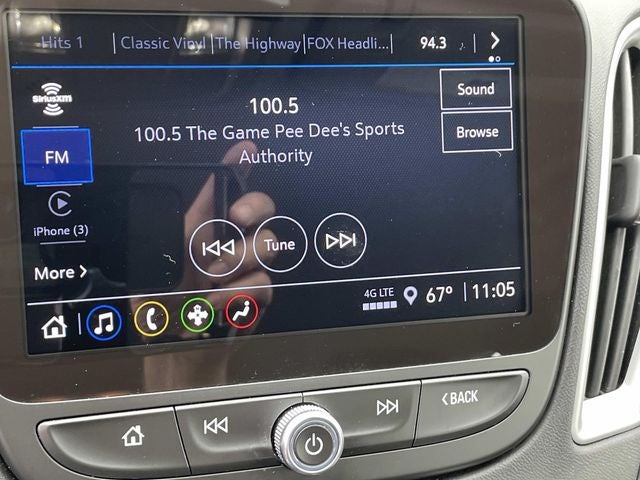 Hits 1 | Classic Vinyl | The Highway | FOX Headli... | 94.3
SiriusXM
100.5
Sound
100.5 The Game Pee Dee's Sports
Authority
Browse
FM
iPhone (3)
Tune
More >
4G LTE
67° 11:05
< BACK